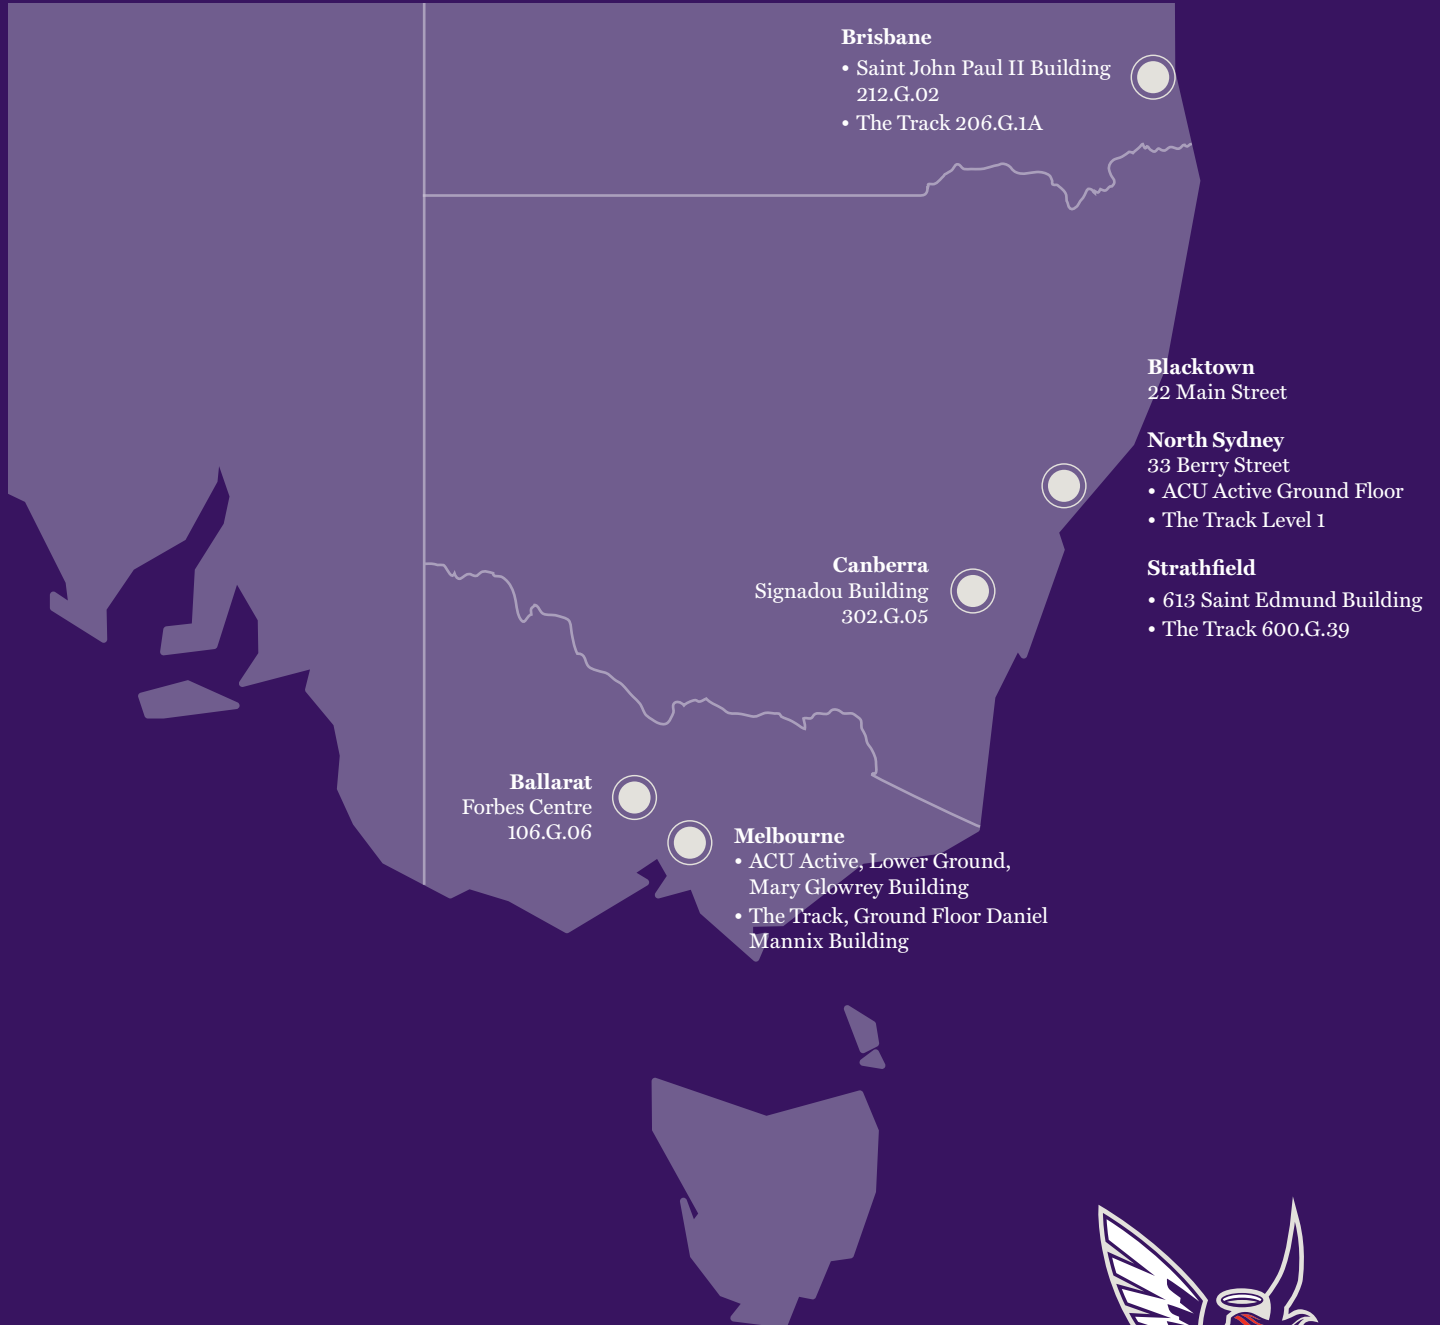 Brisbane
• Saint John Paul II Building
212.G.02
• The Track 206.G.1A
Blacktown
22 Main Street
North Sydney
33 Berry Street
• ACU Active Ground Floor
• The Track Level 1
Strathfield
• 613 Saint Edmund Building
• The Track 600.G.39
Canberra
Signadou Building
302.G.05
Ballarat
Forbes Centre
106.G.06
Melbourne
• ACU Active, Lower Ground,
Mary Glowrey Building
• The Track, Ground Floor Daniel
Mannix Building